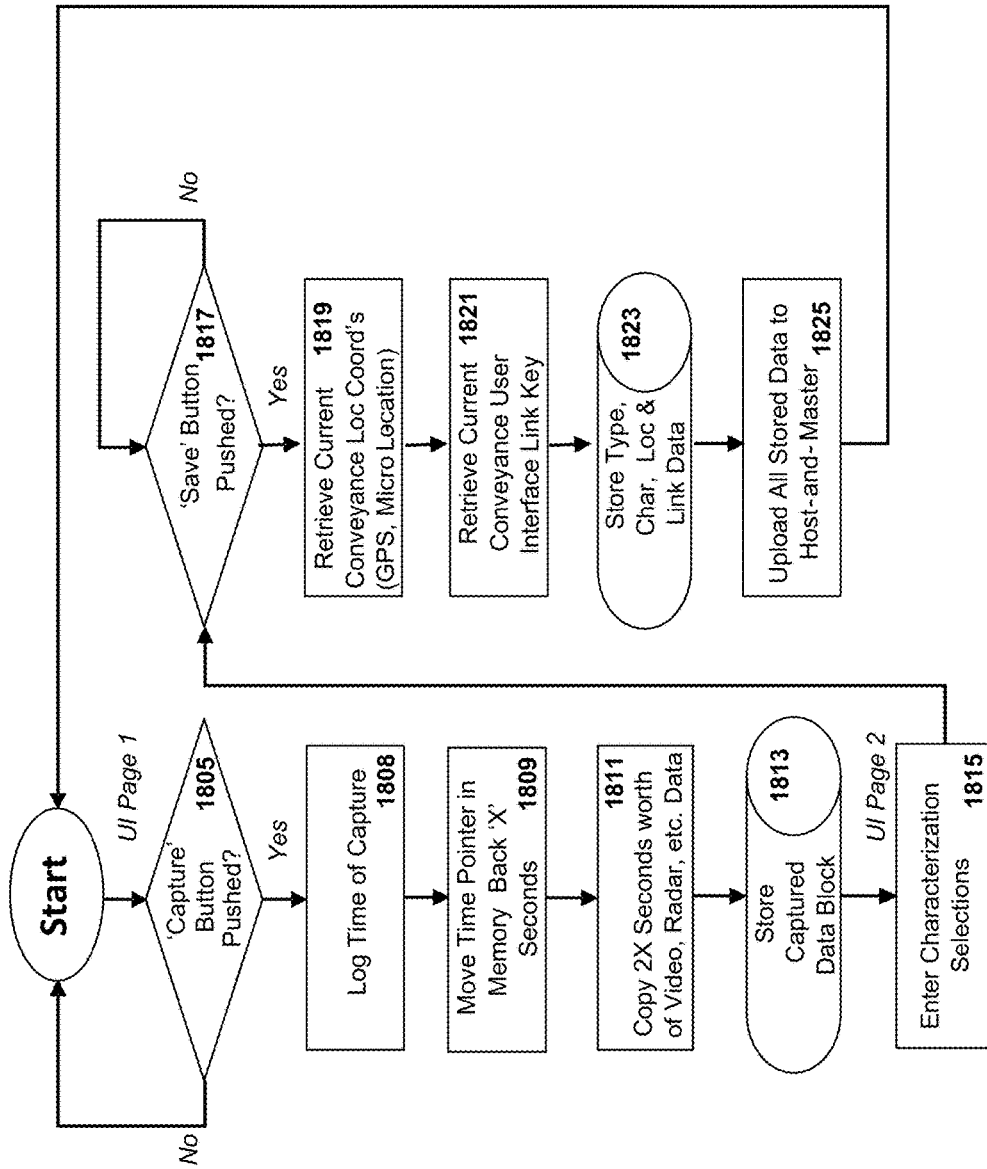 Start
UI Page 1
'Capture'
Button
Pushed?
1805
No
Yes
Log Time of Capture
1808
Move Time Pointer in
Memory Back 'X'
Seconds
1809
1811
Copy 2X Seconds worth
of Video, Radar, etc. Data
Store
Captured
Data Block
1813
UI Page 2
Enter Characterization
Selections
1815
'Save' Button
Pushed?
1817
No
Yes
Retrieve Current
Conveyance Loc Coord's
(GPS, Micro Location)
1819
Retrieve Current
Conveyance User
Interface Link Key
1821
Store Type,
Char, Loc &
Link Data
1823
Upload All Stored Data to
Host-and-Master
1825